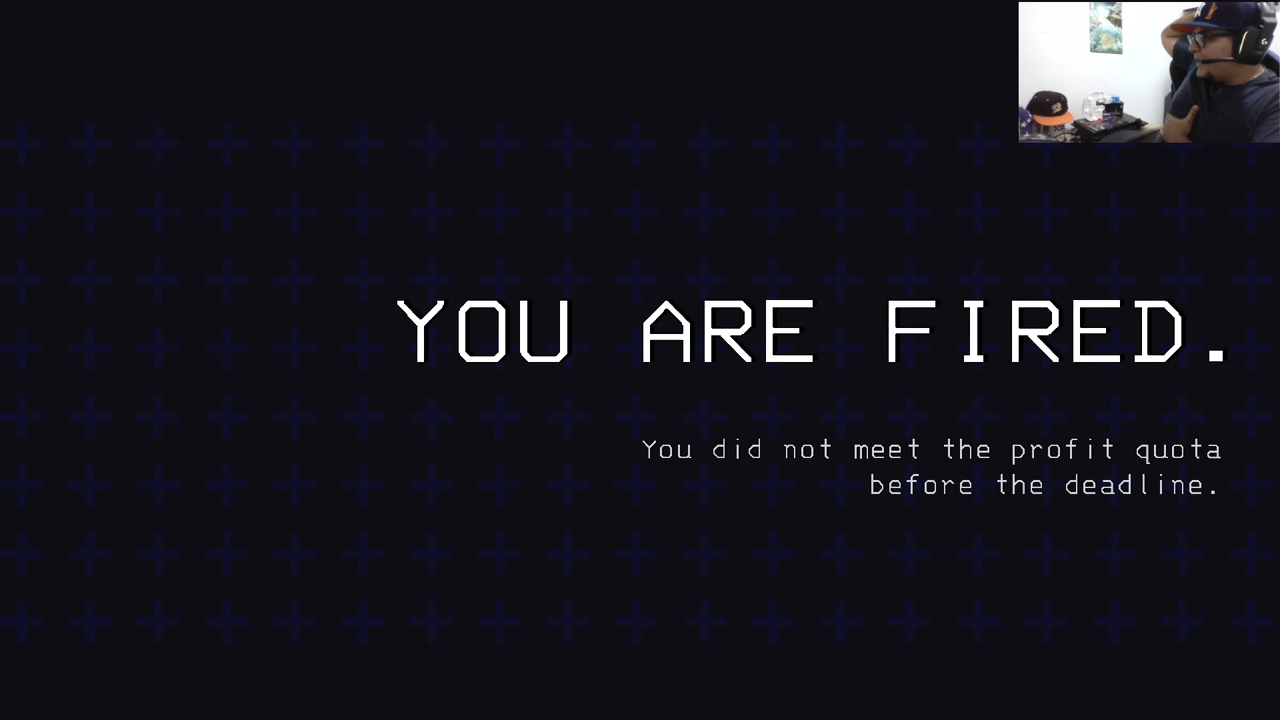 YOU ARE FIRED.
You did not meet the profit quota
before the deadline.